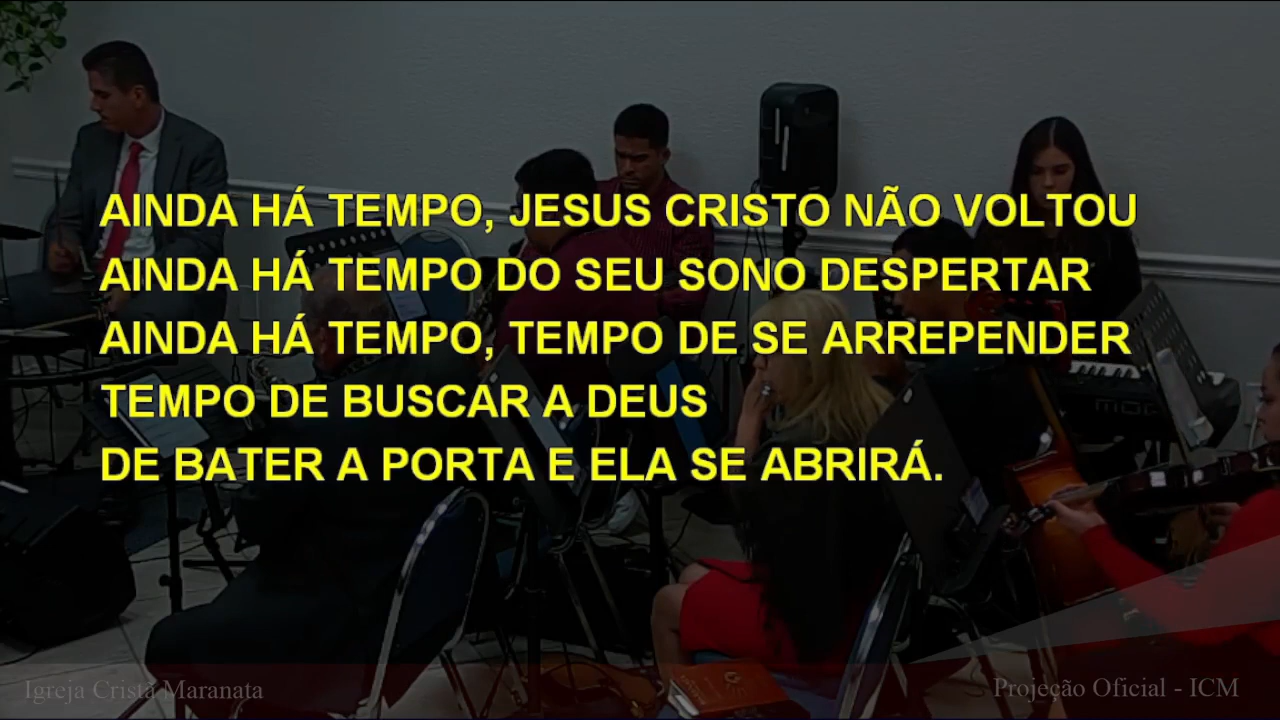 AINDA HÁ TEMPO, JESUS CRISTO NÃO VOLTOU
AINDA HÁ TEMPO DO SEU SONO DESPERTAR
AINDA HÁ TEMPO, TEMPO DE SE ARREPENDER
TEMPO DE BUSCAR A DEUS
DE BATER A PORTA E ELA SE ABRIRÁ.
Igreja Cristã Maranata
Projeção Oficial - ICM